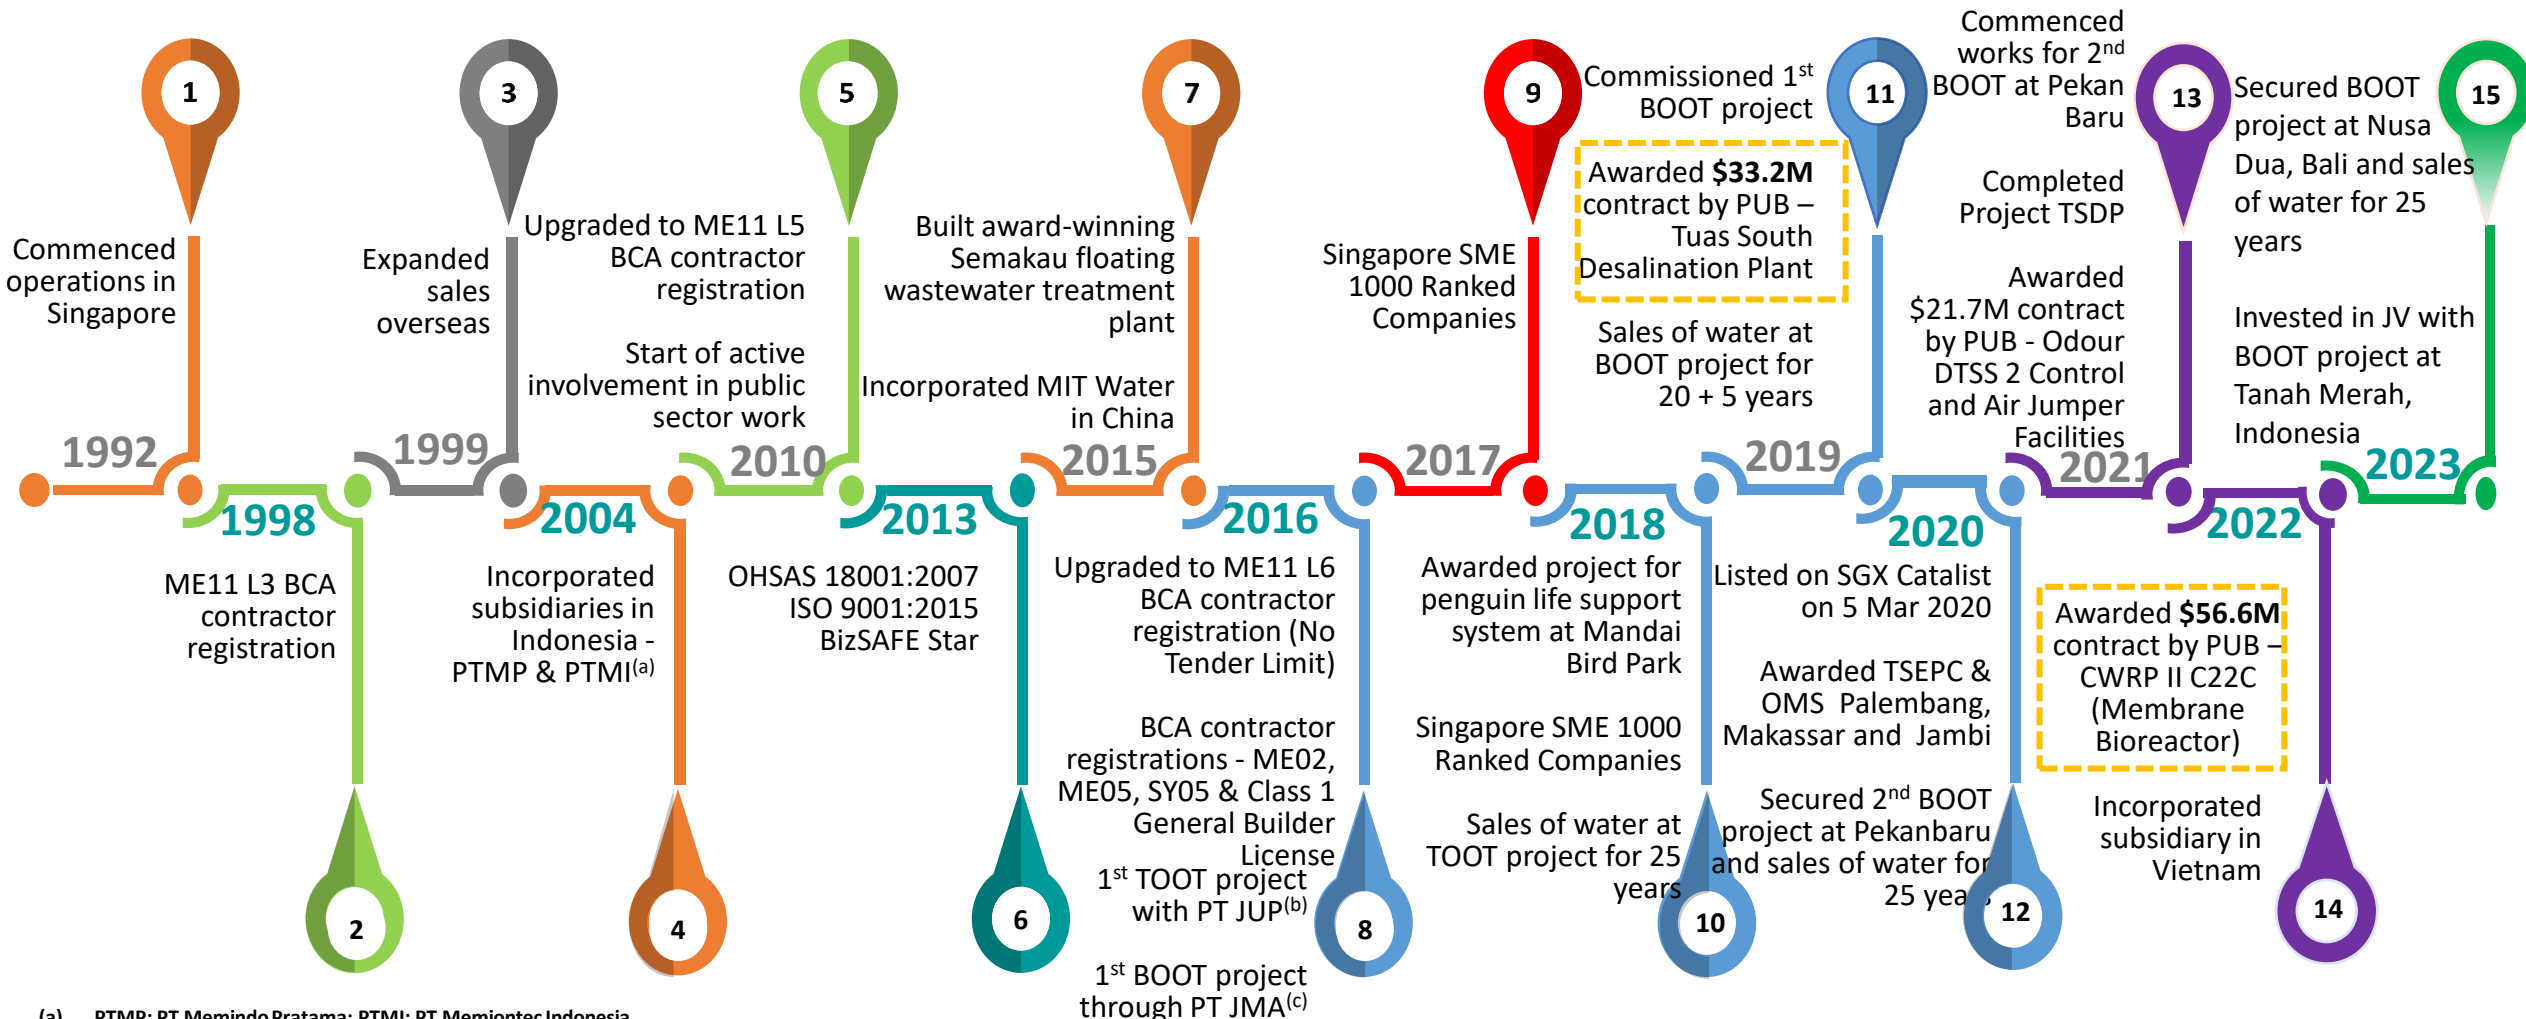 1
Commenced
operations in
Singapore
1992
1998
ME11 L3 BCA
contractor
registration
2
3
Expanded
sales
overseas
1999
2004
Incorporated
subsidiaries in
Indonesia -
PTMP & PTMI(a)
4
5
Upgraded to ME11 L5
BCA contractor
registration
Start of active
involvement in public
sector work
2010
2013
OHSAS 18001:2007
ISO 9001:2015
BizSAFE Star
6
7
Built award-winning
Semakau floating
wastewater treatment
plant
Incorporated MIT Water
in China
2015
2016
Upgraded to ME11 L6
BCA contractor
registration (No
Tender Limit)
BCA contractor
registrations - ME02,
ME05, SY05 & Class 1
General Builder
License
1st TOOT project
with PT JUP(b)
1st BOOT project
through PT JMA(c)
8
9
Singapore SME
1000 Ranked
Companies
2017
2018
Awarded project for
penguin life support
system at Mandai
Bird Park
Singapore SME 1000
Ranked Companies
Sales of water at
TOOT project for 25
years
10
11
Commissioned 1st
BOOT project
Awarded $33.2M
contract by PUB –
Tuas South
Desalination Plant
Sales of water at
BOOT project for
20 + 5 years
2019
2020
Listed on SGX Catalist
on 5 Mar 2020
Awarded TSEPC &
OMS Palembang,
Makassar and Jambi
Secured 2nd BOOT
project at Pekanbaru
and sales of water for
25 years
12
13
Commenced
works for 2nd
BOOT at Pekan
Baru
Completed
Project TSDP
Awarded
$21.7M contract
by PUB - Odour
DTSS 2 Control
and Air Jumper
Facilities
2021
2022
Awarded $56.6M
contract by PUB –
CWRP II C22C
(Membrane
Bioreactor)
Incorporated
subsidiary in
Vietnam
14
15
Secured BOOT
project at Nusa
Dua, Bali and sales
of water for 25
years
Invested in JV with
BOOT project at
Tanah Merah,
Indonesia
2023
(a) PTMP: PT Memindo Pratama; PTMI: PT Memiontec Indonesia